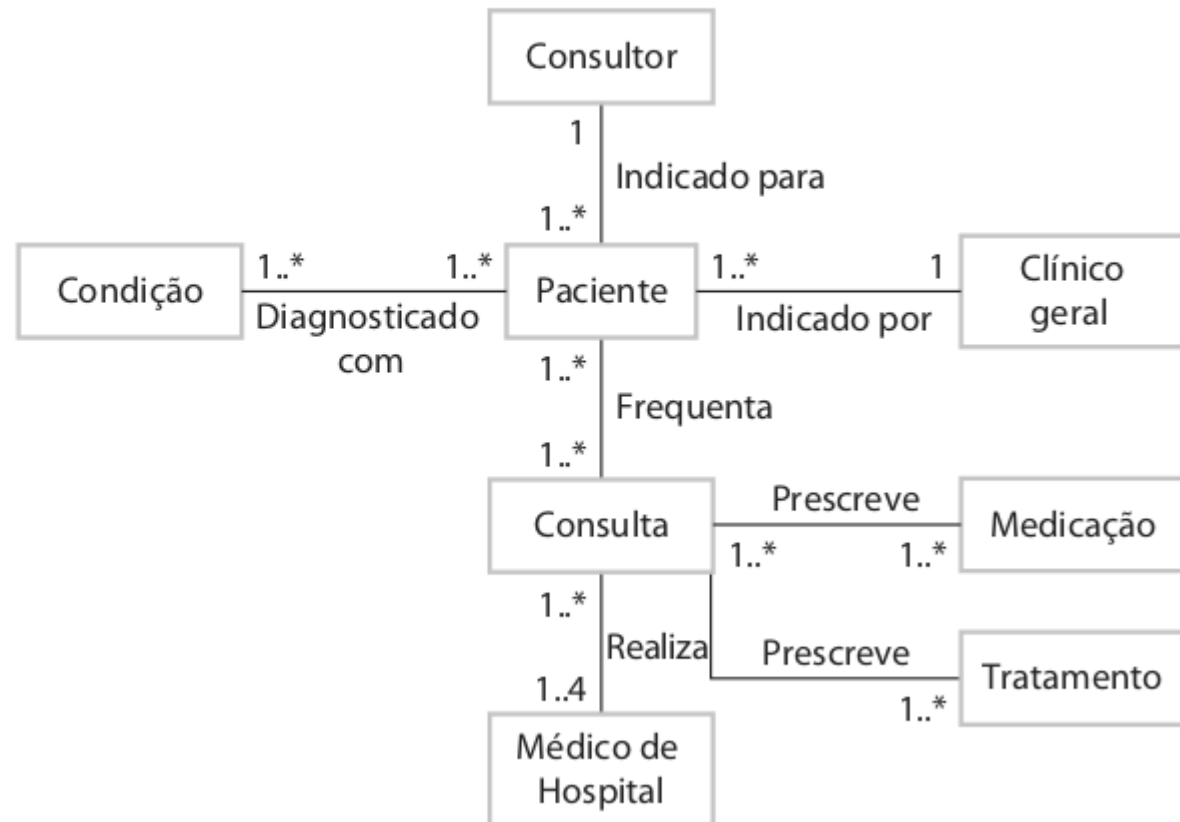 Consultor
1
Indicado para
1..*
Condição
1..*
1..*
Diagnosticado
com
Paciente
1..*
1
Indicado por
Clínico
geral
1..*
Frequenta
1..*
Consulta
Prescreve
1..*
1..*
Medicação
1..*
Realiza
1..4
Prescreve
1..*
Tratamento
Médico de
Hospital